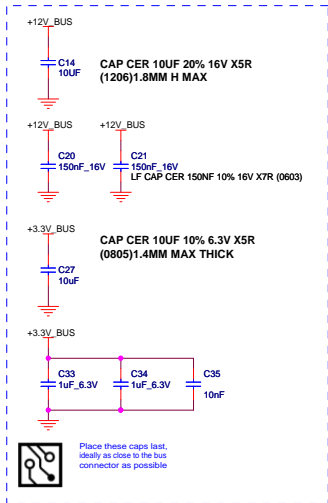 +12V_BUS
C14
10UF
CAP CER 10UF 20% 16V X5R
(1206)1.8MM H MAX
+12V_BUS
+12V_BUS
C20
150nF_16V
C21
150nF_16V
LF CAP CER 150NF 10% 16V X7R (0603)
+3.3V_BUS
CAP CER 10UF 10% 6.3V X5R
(0805)1.4MM MAX THICK
C27
10uF
+3.3V_BUS
C33
1uF_6.3V
C34
1uF_6.3V
C35
10nF
Place these caps last,
ideally as close to the bus
connector as possible